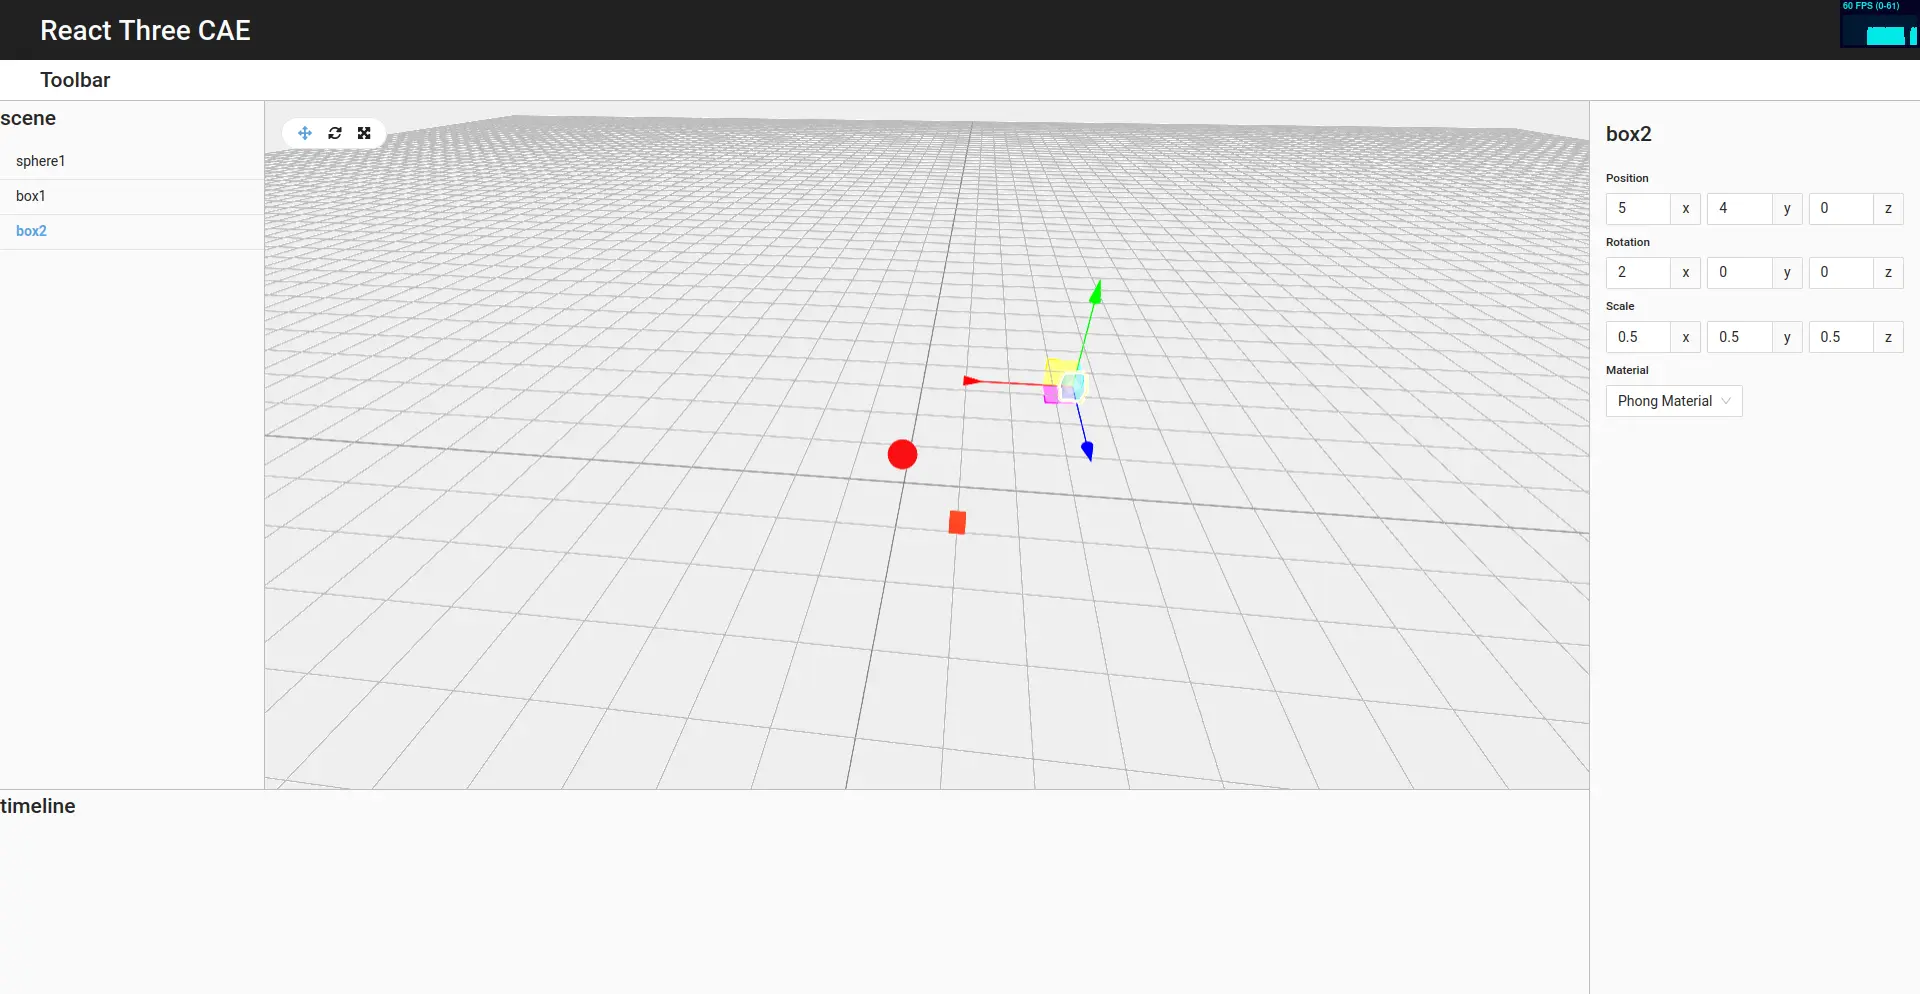 React Three CAE
60 FPS (0-61)
Toolbar
scene
sphere1
box1
box2
box2
Position
5 x 4 y 0 z
Rotation
2 x 0 y 0 z
Scale
0.5 x 0.5 y 0.5 z
Material
Phong Material
timeline